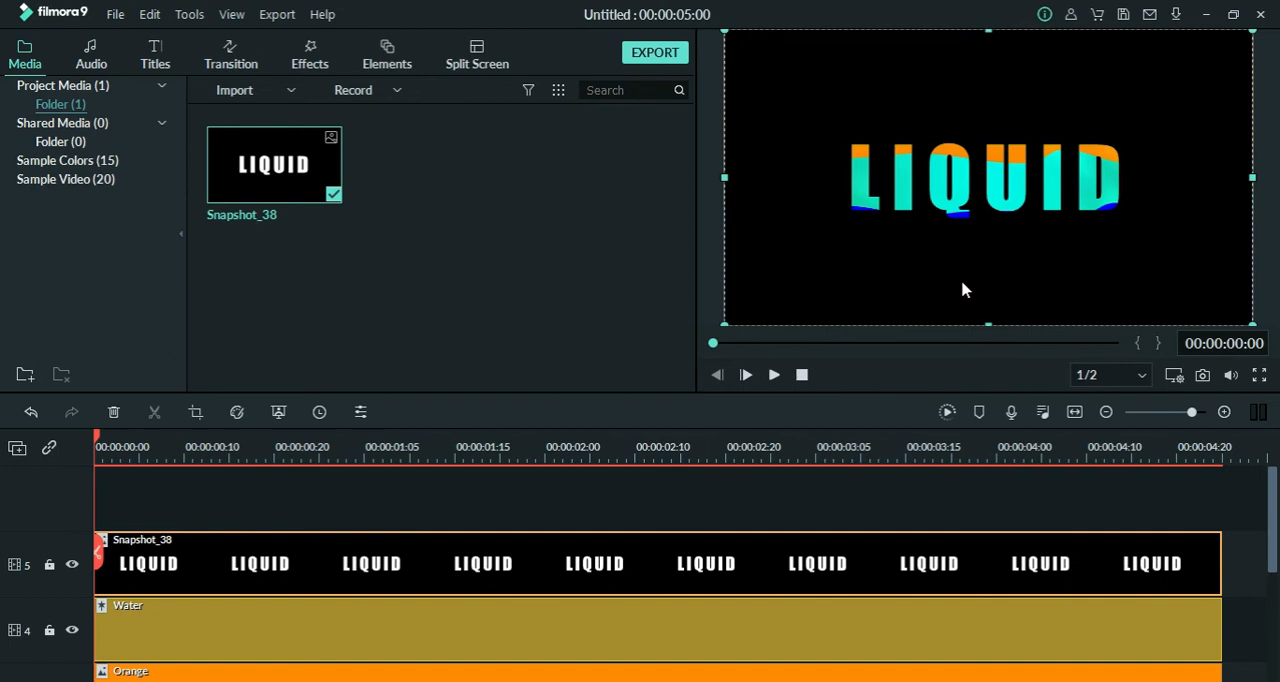 filmora9 File Edit Tools View Export Help Untitled : 00:00:05:00
Media Audio Titles Transition Effects Elements Split Screen EXPORT
Project Media (1)
Folder (1)
Shared Media (0)
Folder (0)
Sample Colors (15)
Sample Video (20)
Import Record Search
LIQUID
Snapshot_38
LIQUID
{ } 00:00:00:00
1/2
00:00:00:00 00:00:00:10 00:00:00:20 00:00:01:05 00:00:01:15 00:00:02:00 00:00:02:10 00:00:02:20 00:00:03:05 00:00:03:15 00:00:04:00 00:00:04:10 00:00:04:20
Snapshot_38
5 LIQUID LIQUID LIQUID LIQUID LIQUID LIQUID LIQUID LIQUID LIQUID LIQUID
Water
4
Orange